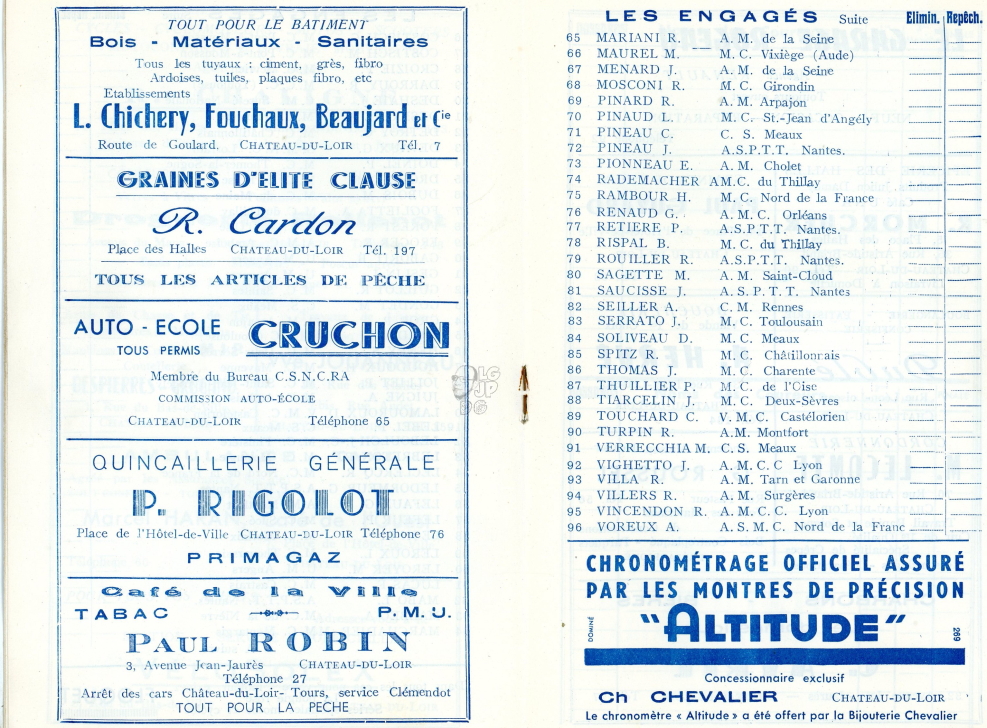 TOUT POUR LE BATIMENT
Bois - Matériaux - Sanitaires
Tous les tuyaux : ciment, grès, fibro
Ardoises, tuiles, plaques fibro, etc
Etablissements
L. Chichery, Fouchaux, Beaujard et Cie
Route de Goulard. CHATEAU-DU-LOIR Tél. 7
GRAINES D'ELITE CLAUSE
R. Cardon
Place des Halles CHATEAU-DU-LOIR Tél. 197
TOUS LES ARTICLES DE PÊCHE
AUTO - ECOLE CRUCHON
TOUS PERMIS
Membre du Bureau C.S.N.C.R.A
COMMISSION AUTO-ÉCOLE
CHATEAU-DU-LOIR Téléphone 65
QUINCAILLERIE GÉNÉRALE
P. RIGOLOT
Place de l'Hôtel-de-Ville CHATEAU-DU-LOIR Téléphone 76
PRIMAGAZ
Café de la Ville
TABAC P.M.U.
PAUL ROBIN
3, Avenue Jean-Jaurès CHATEAU-DU-LOIR
Téléphone 27
Arrêt des cars Château-du-Loir- Tours, service Clémendot
TOUT POUR LA PECHE
LES ENGAGÉS Suite Elimin. Repêch.
65 MARIANI R. A. M. de la Seine
66 MAUREL M. M. C. Vixiège (Aude)
67 MENARD J. A. M. de la Seine
68 MOSCONI R. M. C. Girondin
69 PINARD R. A. M. Arpajon
70 PINAUD L. M. C. St.-Jean d'Angély
71 PINEAU C. C. S. Meaux
72 PINEAU J. A.S.P.T.T. Nantes.
73 PIONNEAU E. A. M. Cholet
74 RADEMACHER A M.C. du Thillay
75 RAMBOUR H. M. C. Nord de la France
76 RENAUD G. A. M. C. Orléans
77 RETIERE P. A.S.P.T.T. Nantes.
78 RISPAL B. M. C. du Thillay
79 ROUILLER R. A.S.P.T.T. Nantes.
80 SAGETTE M. A. M. Saint-Cloud
81 SAUCISSE J. A. S. P. T. T. Nantes
82 SEILLER A. C. M. Rennes
83 SERRATO J. M. C. Toulousain
84 SOLIVEAU D. M. C. Meaux
85 SPITZ R. M. C. Châtillonrais
86 THOMAS J. M. C. Charente
87 THUILLIER P. M. C. de l'Oise
88 TIARCELIN J. M. C. Deux-Sèvres
89 TOUCHARD C. V. M. C. Castélorien
90 TURPIN R. A. M. Montfort
91 VERRECCHIA M. C. S. Meaux
92 VIGHETTO J. A. M. C. C Lyon
93 VILLA R. A. M. Tarn et Garonne
94 VILLERS R. A. M. Surgères
95 VINCENDON R. A. M. C. C. Lyon
96 VOREUX A. A. S. M. C. Nord de la Franc
CHRONOMÉTRAGE OFFICIEL ASSURÉ
PAR LES MONTRES DE PRÉCISION
DOMINÉ "ALTITUDE" 269
Concessionnaire exclusif
Ch CHEVALIER CHATEAU-DU-LOIR
Le chronomètre « Altitude » a été offert par la Bijouterie Chevalier